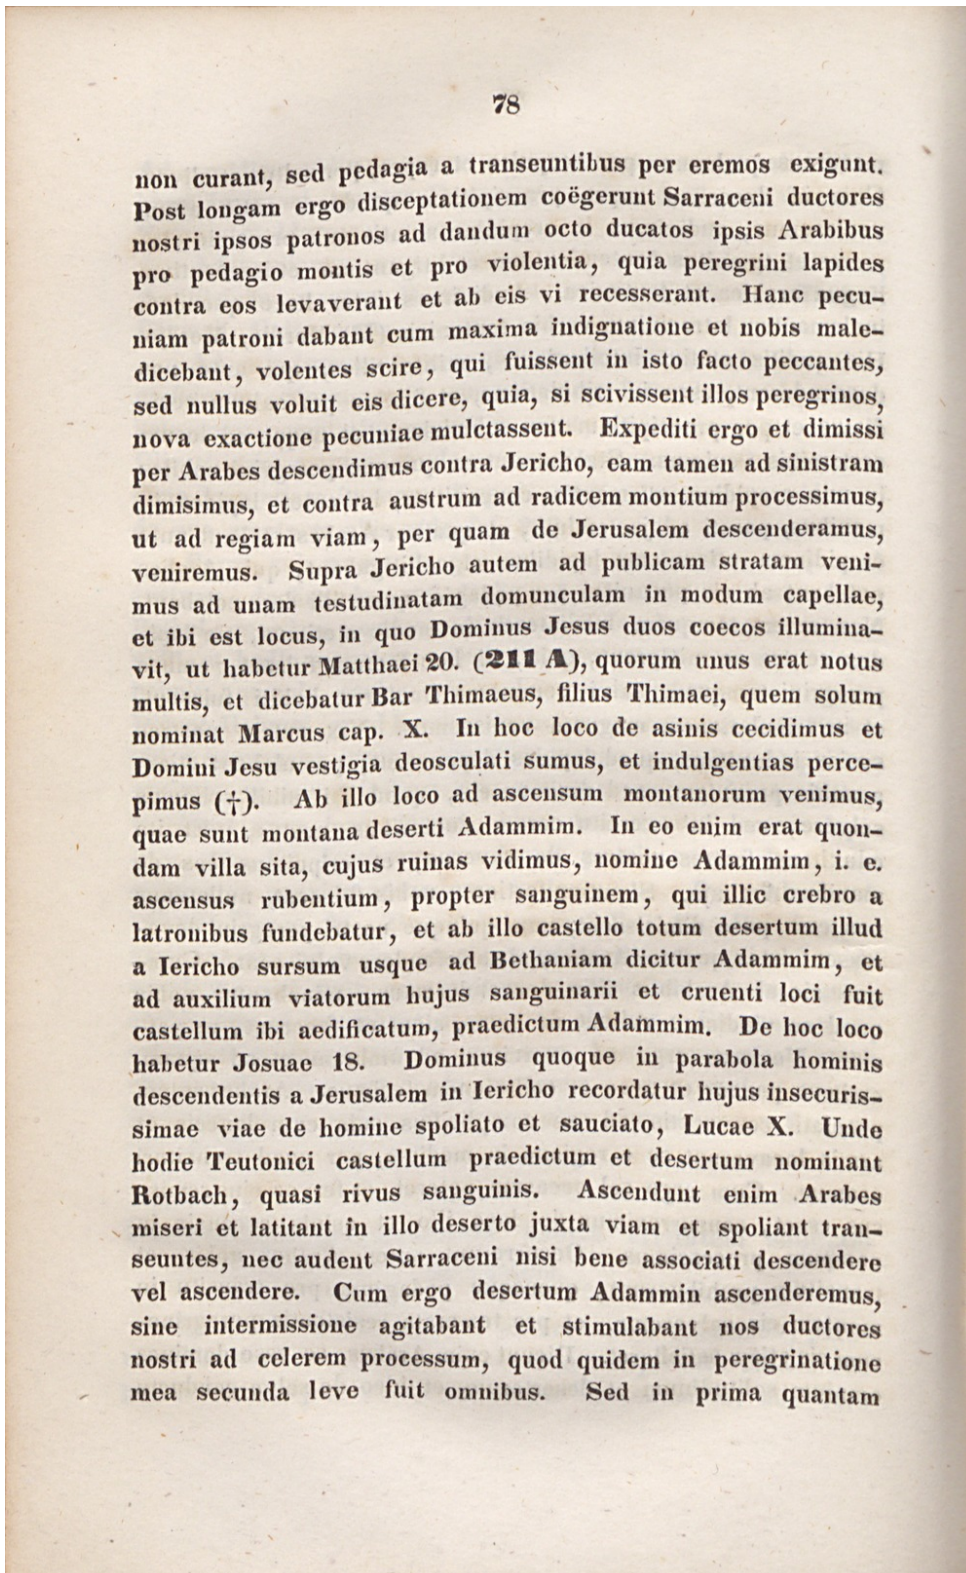 78
non curant, sed pedagia a transeuntibus per eremos exigunt.
Post longam ergo disceptationem coëgerunt Sarraceni ductores
nostri ipsos patronos ad dandum octo ducatos ipsis Arabibus
pro pedagio montis et pro violentia, quia peregrini lapides
contra eos levaverant et ab eis vi recesserant. Hanc pecu-
niam patroni dabant cum maxima indignatione et nobis male-
dicebant, volentes scire, qui fuissent in isto facto peccantes,
sed nullus voluit eis dicere, quia, si scivissent illos peregrinos,
nova exactione pecuniae mulctassent. Expediti ergo et dimissi
per Arabes descendimus contra Jericho, eam tamen ad sinistram
dimisimus, et contra austrum ad radicem montium processimus,
ut ad regiam viam, per quam de Jerusalem descenderamus,
veniremus. Supra Jericho autem ad publicam stratam veni-
mus ad unam testudinatam domunculam in modum capellae,
et ibi est locus, in quo Dominus Jesus duos coecos illumina-
vit, ut habetur Matthaei 20. (211 A), quorum unus erat notus
multis, et dicebatur Bar Thimaeus, filius Thimaei, quem solum
nominat Marcus cap. X. In hoc loco de asinis cecidimus et
Domini Jesu vestigia deosculati sumus, et indulgentias perce-
pimus (†). Ab illo loco ad ascensum montanorum venimus,
quae sunt montana deserti Adammim. In eo enim erat quon-
dam villa sita, cujus ruinas vidimus, nomine Adammim, i. e.
ascensus rubentium, propter sanguinem, qui illic crebro a
latronibus fundebatur, et ab illo castello totum desertum illud
a Iericho sursum usque ad Bethaniam dicitur Adammim, et
ad auxilium viatorum hujus sanguinarii et cruenti loci fuit
castellum ibi aedificatum, praedictum Adammim. De hoc loco
habetur Josuae 18. Dominus quoque in parabola hominis
descendentis a Jerusalem in Iericho recordatur hujus insecuris-
simae viae de homine spoliato et sauciato, Lucae X. Unde
hodie Teutonici castellum praedictum et desertum nominant
Rotbach, quasi rivus sanguinis. Ascendunt enim Arabes
miseri et latitant in illo deserto juxta viam et spoliant tran-
seuntes, nec audent Sarraceni nisi bene associati descendere
vel ascendere. Cum ergo desertum Adammin ascenderemus,
sine intermissione agitabant et stimulabant nos ductores
nostri ad celerem processum, quod quidem in peregrinatione
mea secunda leve fuit omnibus. Sed in prima quantam